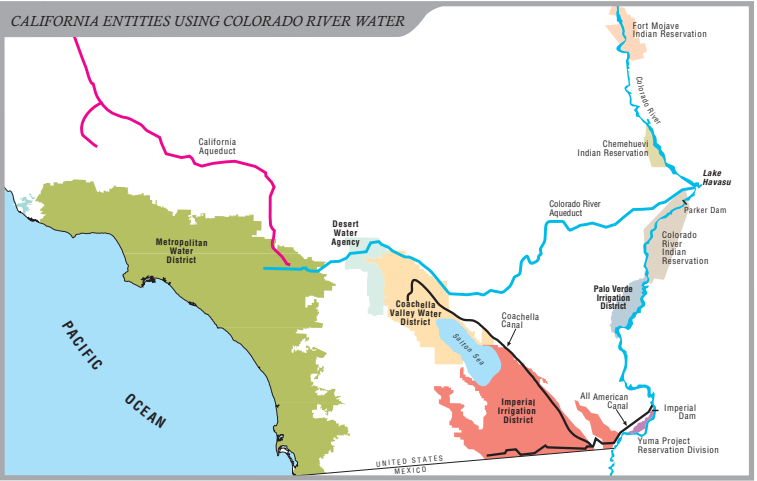 CALIFORNIA ENTITIES USING COLORADO RIVER WATER
Fort Mojave
Indian Reservation
Colorado River
California
Aqueduct
Chemehuevi
Indian Reservation
Lake
Havasu
Colorado River
Aqueduct
Parker Dam
Desert
Water
Agency
Metropolitan
Water
District
Colorado
River
Indian
Reservation
Palo Verde
Irrigation
District
Coachella
Valley Water
District
Coachella
Canal
Salton Sea
PACIFIC
OCEAN
Imperial
Irrigation
District
All American
Canal
Imperial
Dam
Yuma Project
Reservation Division
UNITED STATES
MEXICO